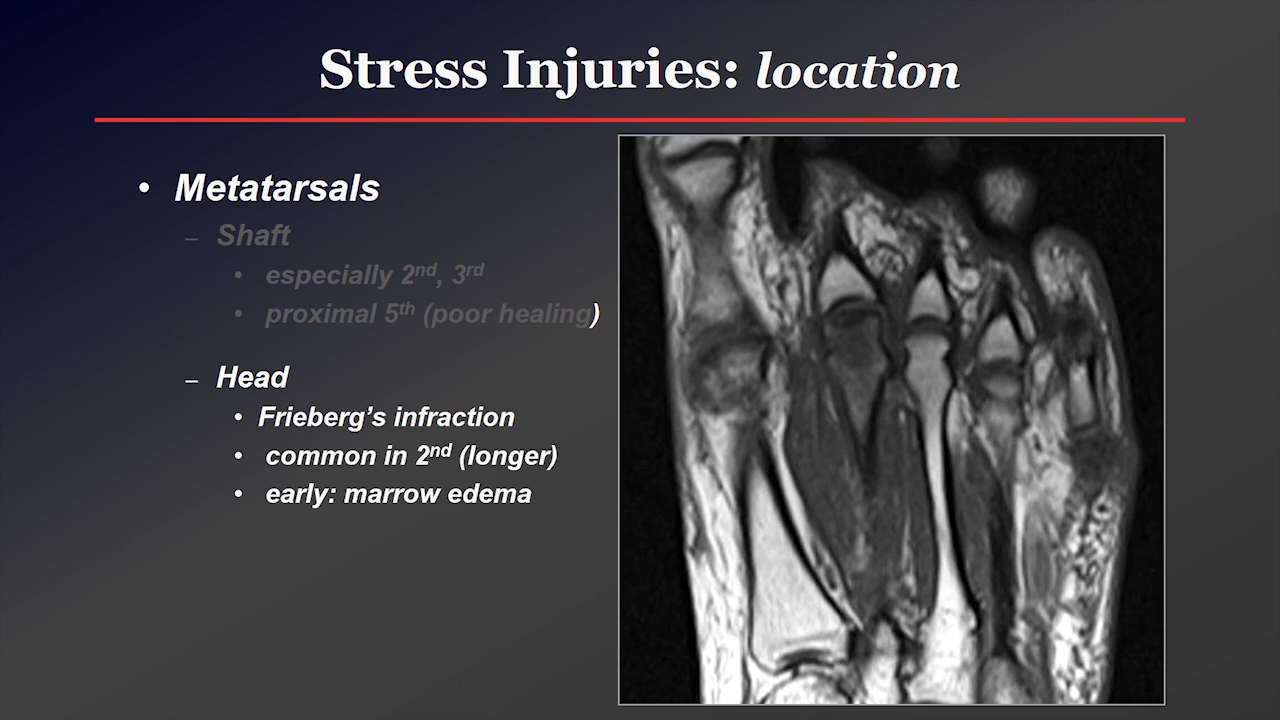 Stress Injuries: location
• Metatarsals
– Shaft
• especially 2nd, 3rd
• proximal 5th (poor healing)
– Head
• Frieberg’s infraction
• common in 2nd (longer)
• early: marrow edema